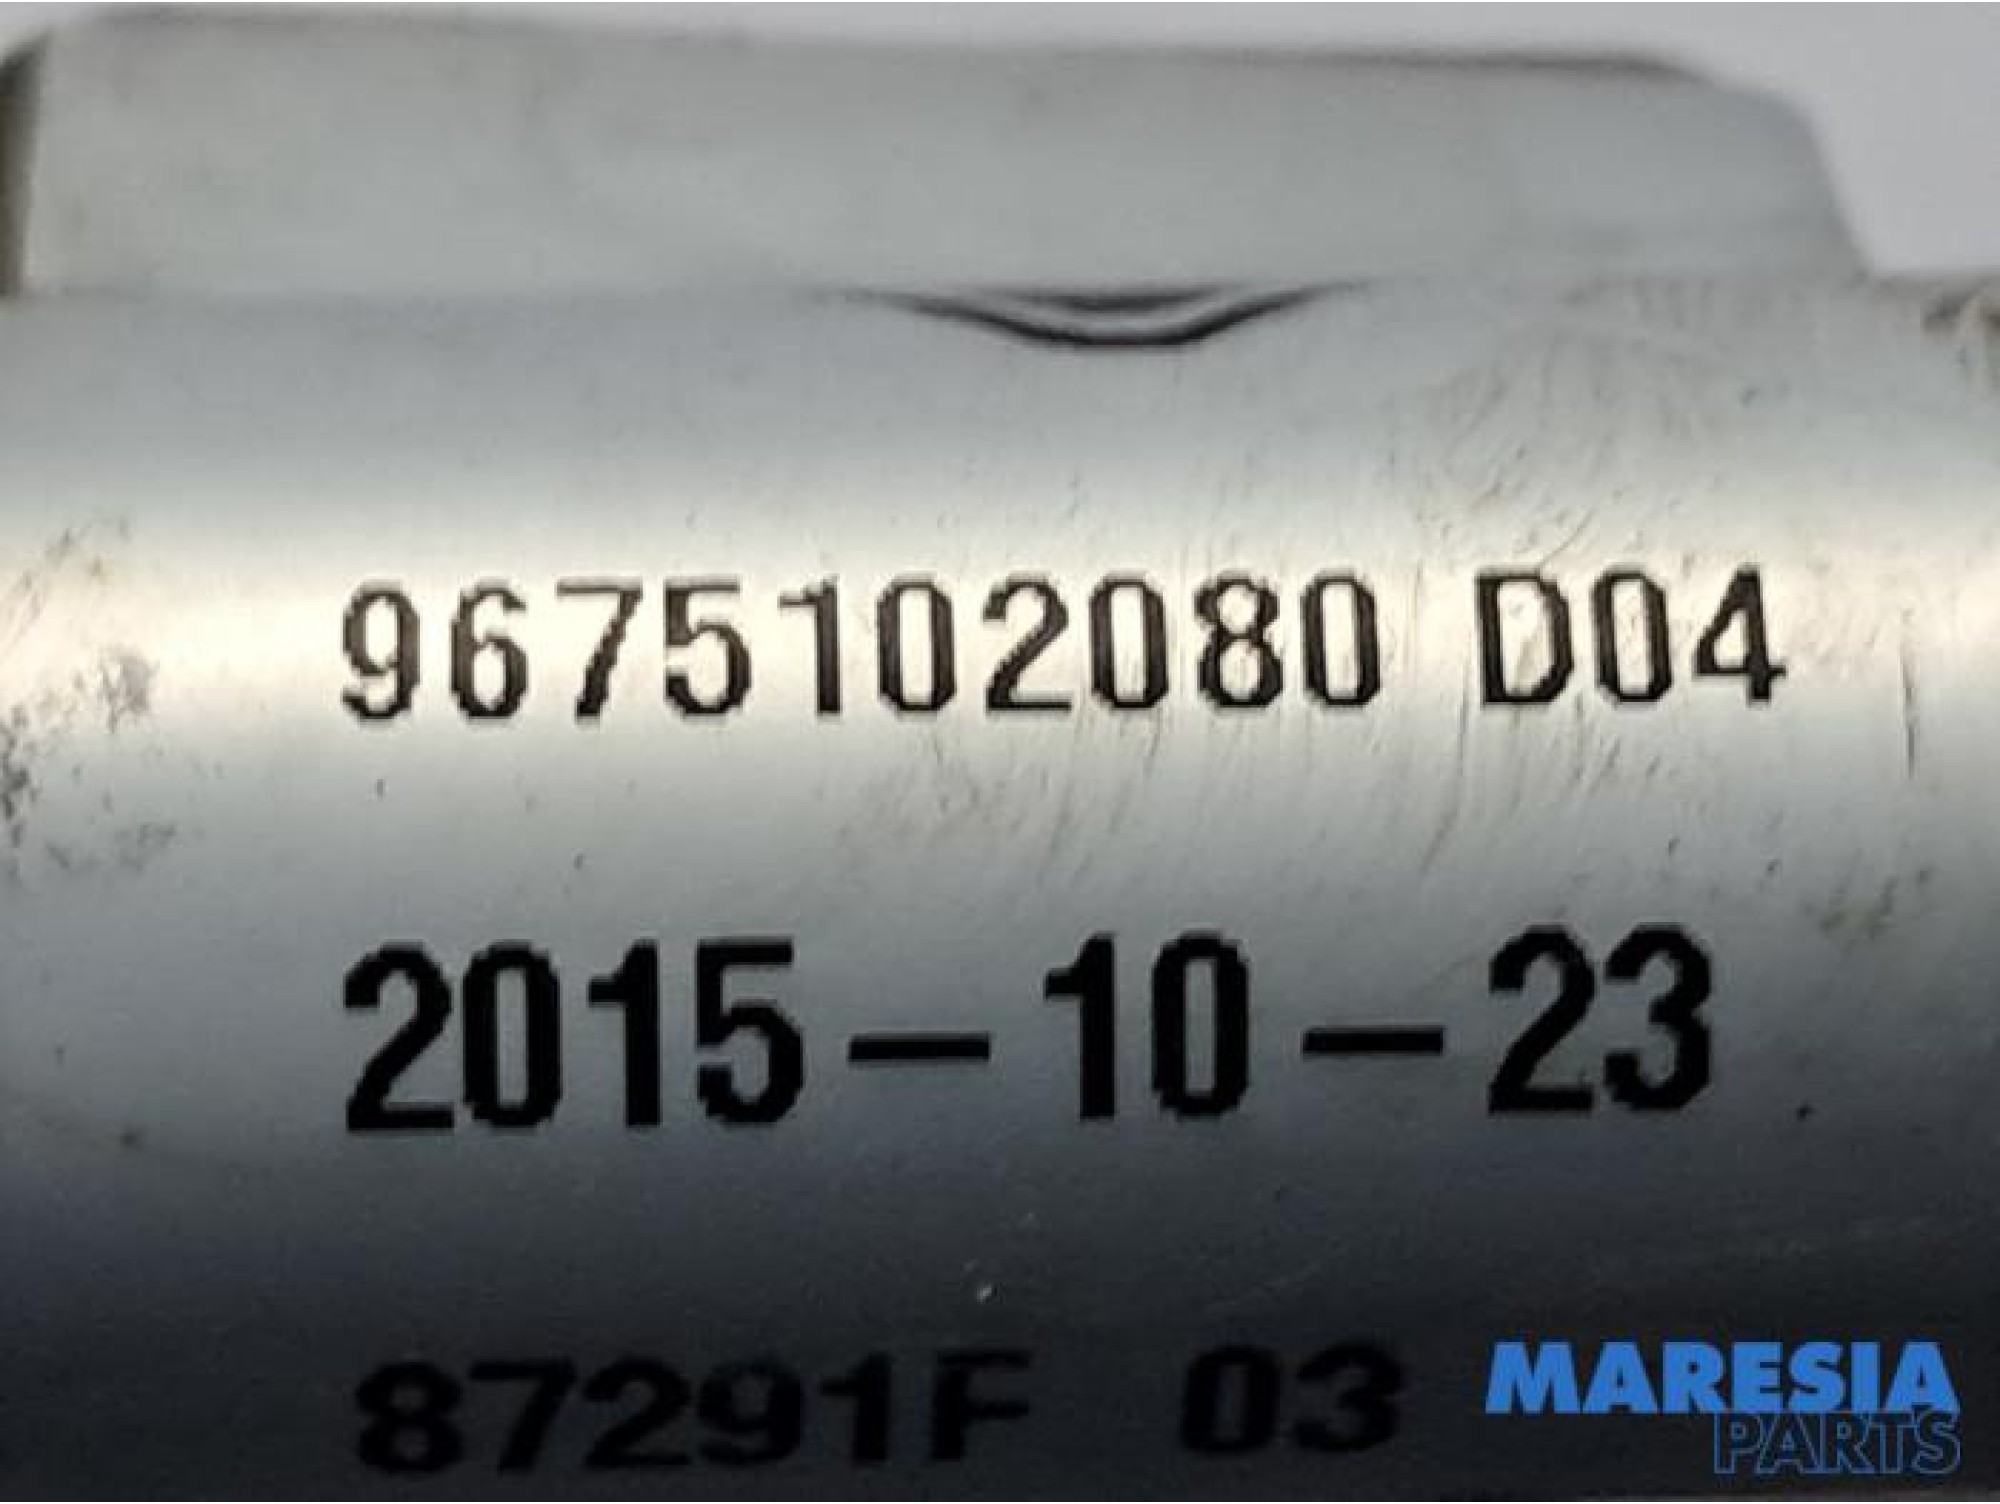 9675102080 D04
2015-10-23
87291F 03
MARESIA
PARTS